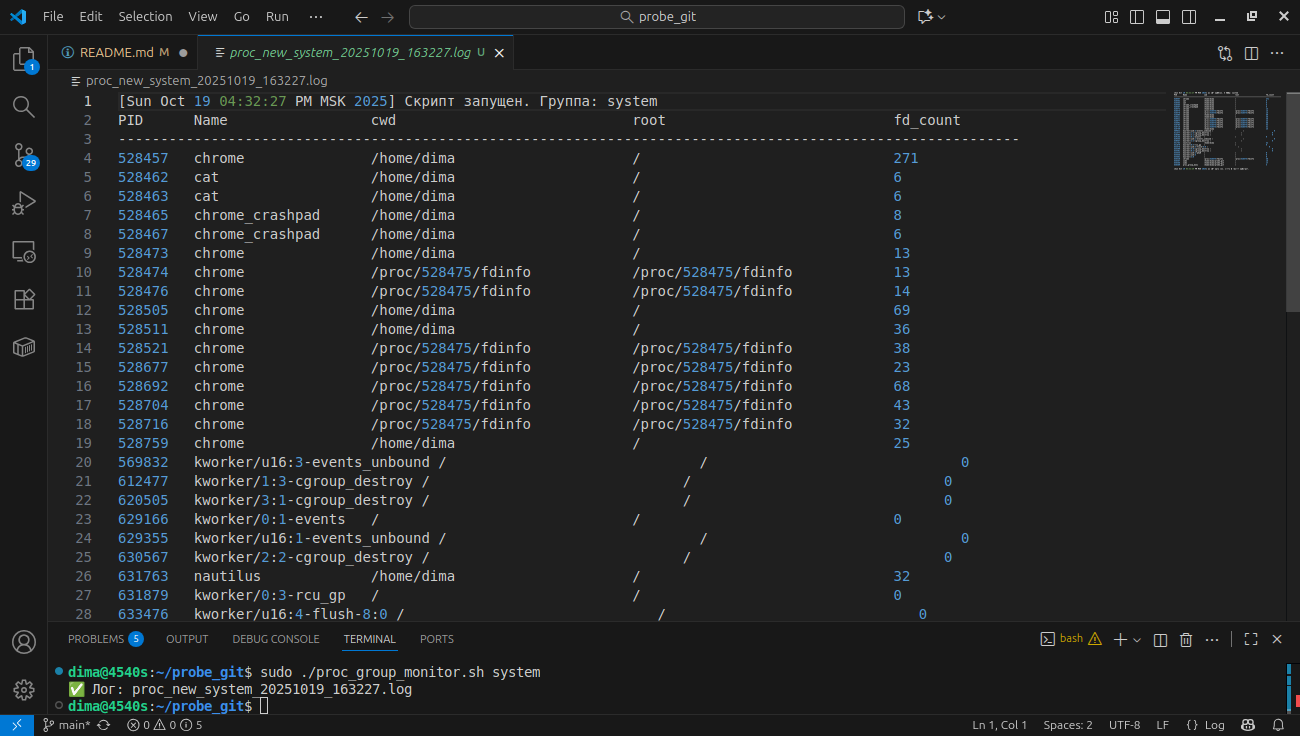 File Edit Selection View Go Run ··· probe_git
README.md M proc_new_system_20251019_163227.log U
proc_new_system_20251019_163227.log
1 [Sun Oct 19 04:32:27 PM MSK 2025] Скрипт запущен. Группа: system
2 PID Name cwd root fd_count
3 -----------------------------------------------------------------------------------------------------------
4 528457 chrome /home/dima / 271
5 528462 cat /home/dima / 6
6 528463 cat /home/dima / 6
7 528465 chrome_crashpad /home/dima / 8
8 528467 chrome_crashpad /home/dima / 6
9 528473 chrome /home/dima / 13
10 528474 chrome /proc/528475/fdinfo /proc/528475/fdinfo 13
11 528476 chrome /proc/528475/fdinfo /proc/528475/fdinfo 14
12 528505 chrome /home/dima / 69
13 528511 chrome /home/dima / 36
14 528521 chrome /proc/528475/fdinfo /proc/528475/fdinfo 38
15 528677 chrome /proc/528475/fdinfo /proc/528475/fdinfo 23
16 528692 chrome /proc/528475/fdinfo /proc/528475/fdinfo 68
17 528704 chrome /proc/528475/fdinfo /proc/528475/fdinfo 43
18 528716 chrome /proc/528475/fdinfo /proc/528475/fdinfo 32
19 528759 chrome /home/dima / 25
20 569832 kworker/u16:3-events_unbound / / 0
21 612477 kworker/1:3-cgroup_destroy / / 0
22 620505 kworker/3:1-cgroup_destroy / / 0
23 629166 kworker/0:1-events / / 0
24 629355 kworker/u16:1-events_unbound / / 0
25 630567 kworker/2:2-cgroup_destroy / / 0
26 631763 nautilus /home/dima / 32
27 631879 kworker/0:3-rcu_gp / / 0
28 633476 kworker/u16:4-flush-8:0 / / 0
1
29
PROBLEMS 5 OUTPUT DEBUG CONSOLE TERMINAL PORTS bash ···
dima@4540s:~/probe_git$ sudo ./proc_group_monitor.sh system
✅ Лог: proc_new_system_20251019_163227.log
dima@4540s:~/probe_git$
main* 0 0 5 Ln 1, Col 1 Spaces: 2 UTF-8 LF {} Log